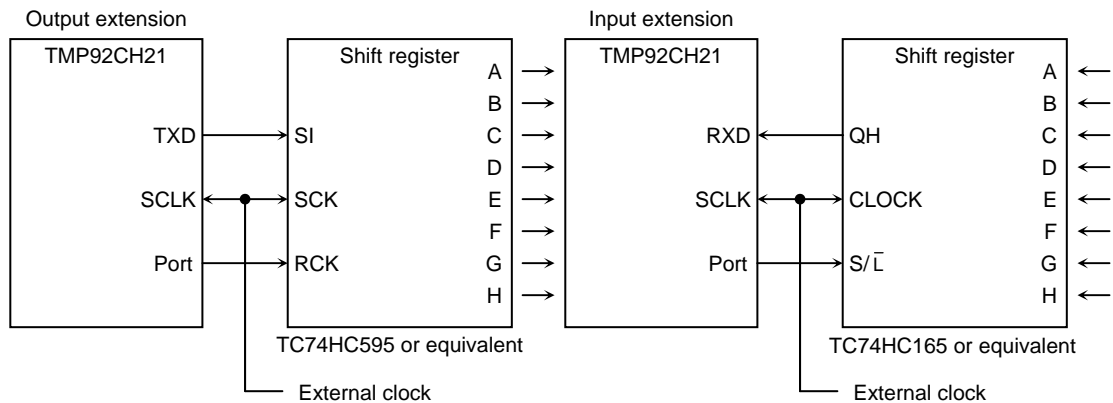 Output extension
TMP92CH21
TXD
SCLK
Port
Shift register
SI
SCK
RCK
A
B
C
D
E
F
G
H
TC74HC595 or equivalent
External clock
Input extension
TMP92CH21
RXD
SCLK
Port
Shift register
QH
CLOCK
S/L̅
A
B
C
D
E
F
G
H
TC74HC165 or equivalent
External clock